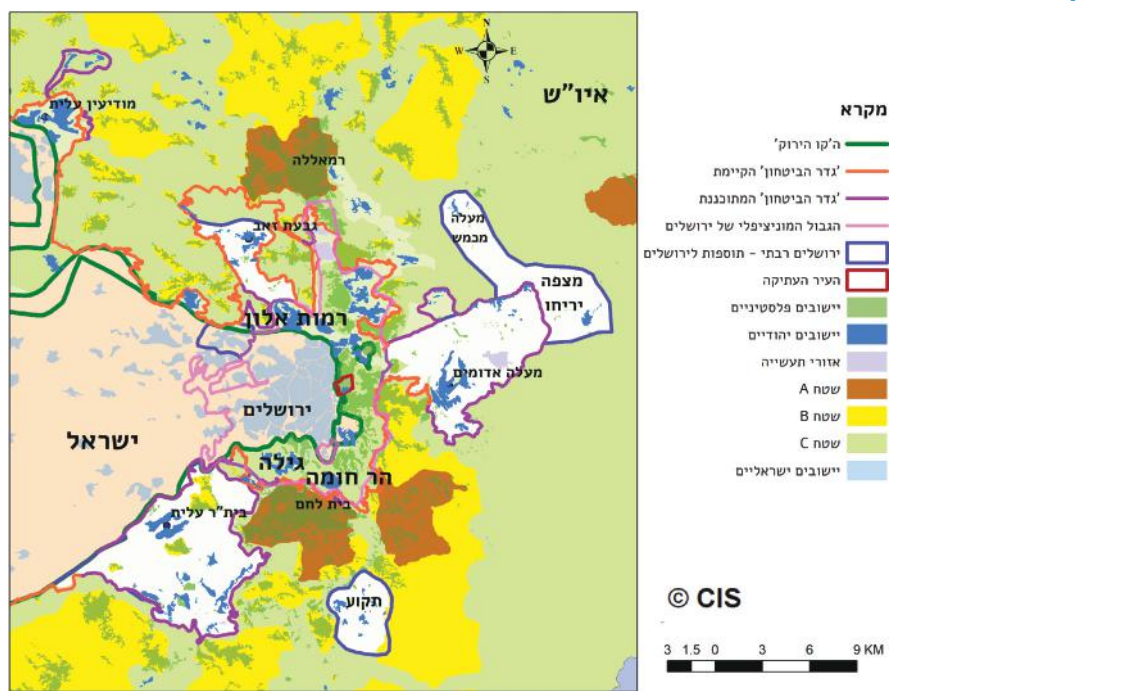 N
W E
S
איו"ש
מודיעין עלית
רמאללה
גבעת זאב
מעלה
מכמש
מצפה
יריחו
רמות אלון
מעלה אדומים
ירושלים
ישראל
גילה
הר חומה
בית לחם
בית"ר עלית
תקוע
מקרא
ה'קו הירוק'
'גדר הביטחון' הקיימת
'גדר הביטחון' המתוכננת
הגבול המוניציפלי של ירושלים
ירושלים רבתי - תוספות לירושלים
העיר העתיקה
יישובים פלסטיניים
יישובים יהודיים
אזורי תעשייה
שטח A
שטח B
שטח C
יישובים ישראליים
© CIS
3 1.5 0 3 6 9 KM